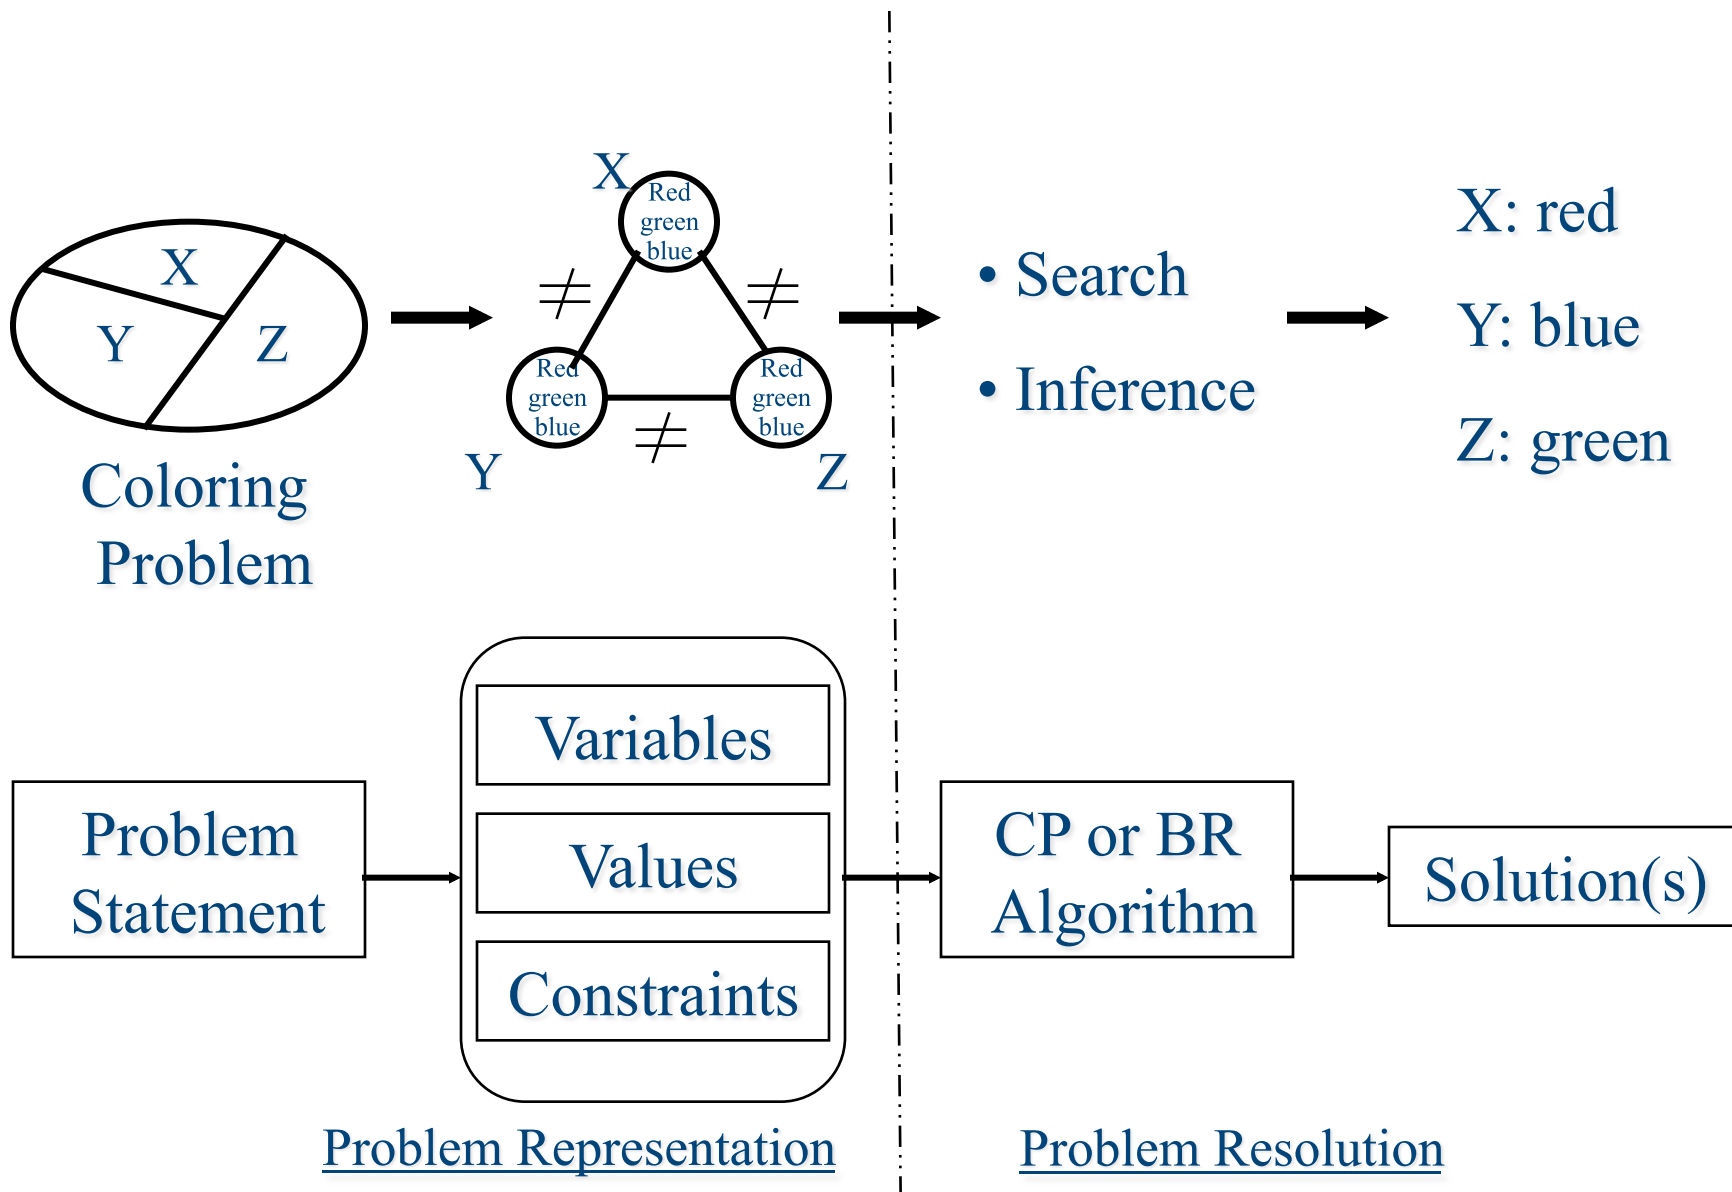 X
Y
Z
Coloring
Problem
X
Red
green
blue
≠
≠
Red
green
blue
Red
green
blue
≠
Y
Z
• Search
• Inference
X: red
Y: blue
Z: green
Problem
Statement
Variables
Values
Constraints
CP or BR
Algorithm
Solution(s)
Problem Representation
Problem Resolution